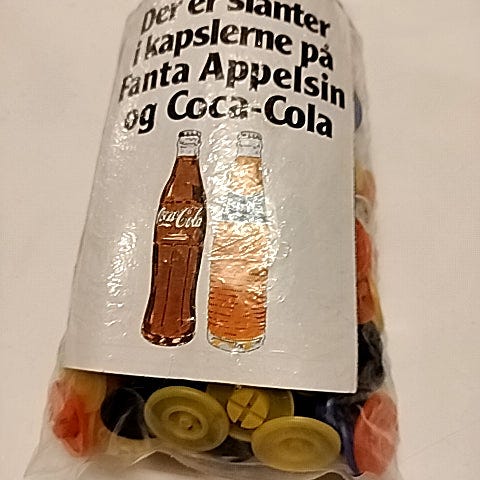 Der er slanter
i kapslerne på
Fanta Appelsin
og Coca-Cola
Coca-Cola